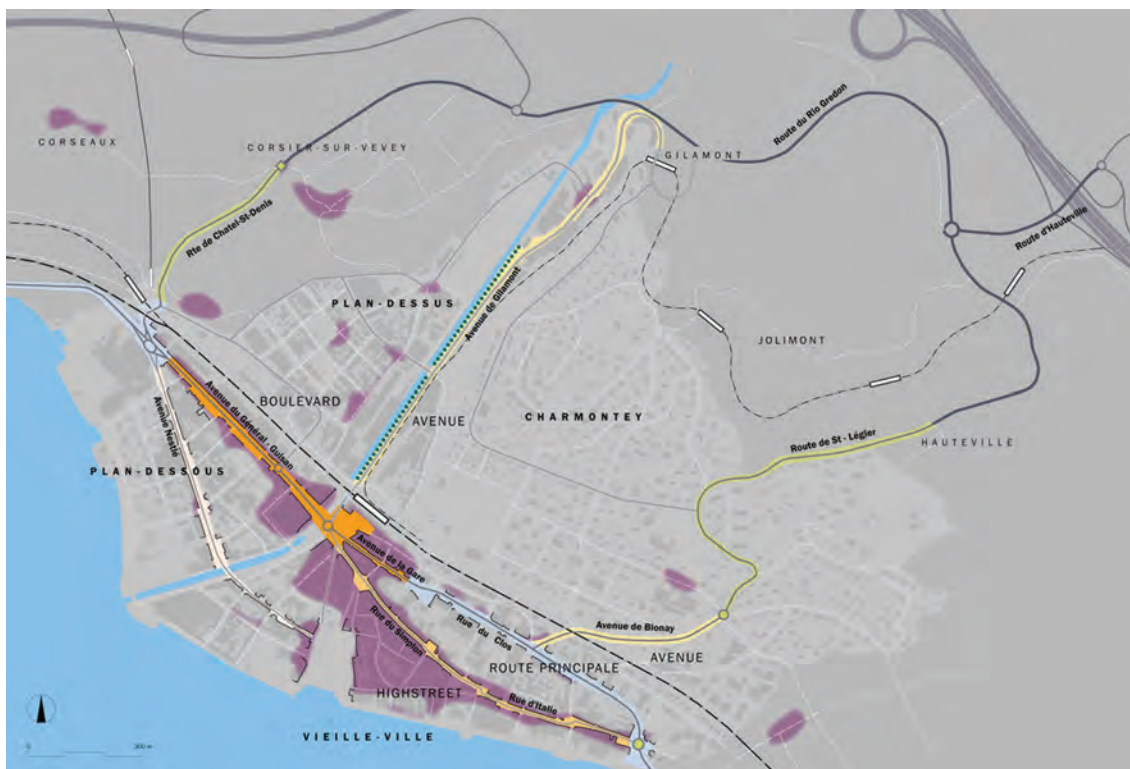 Route du Rio Gredon
CORSEAUX
CORSIER-SUR-VEVEY
GILAMONT
Rte de Chatel-St-Denis
Route d'Hauteville
Avenue de Gilamont
PLAN-DESSUS
JOLIMONT
BOULEVARD
AVENUE
CHARMONTEY
Avenue du Général-Guisan
Avenue Nestlé
Route de St-Légier
HAUTEVILLE
PLAN-DESSOUS
Avenue de la Gare
Rue du Simplon
Rue du Clos
Avenue de Blonay
AVENUE
ROUTE PRINCIPALE
HIGHSTREET
Rue d'Italie
VIEILLE-VILLE
0